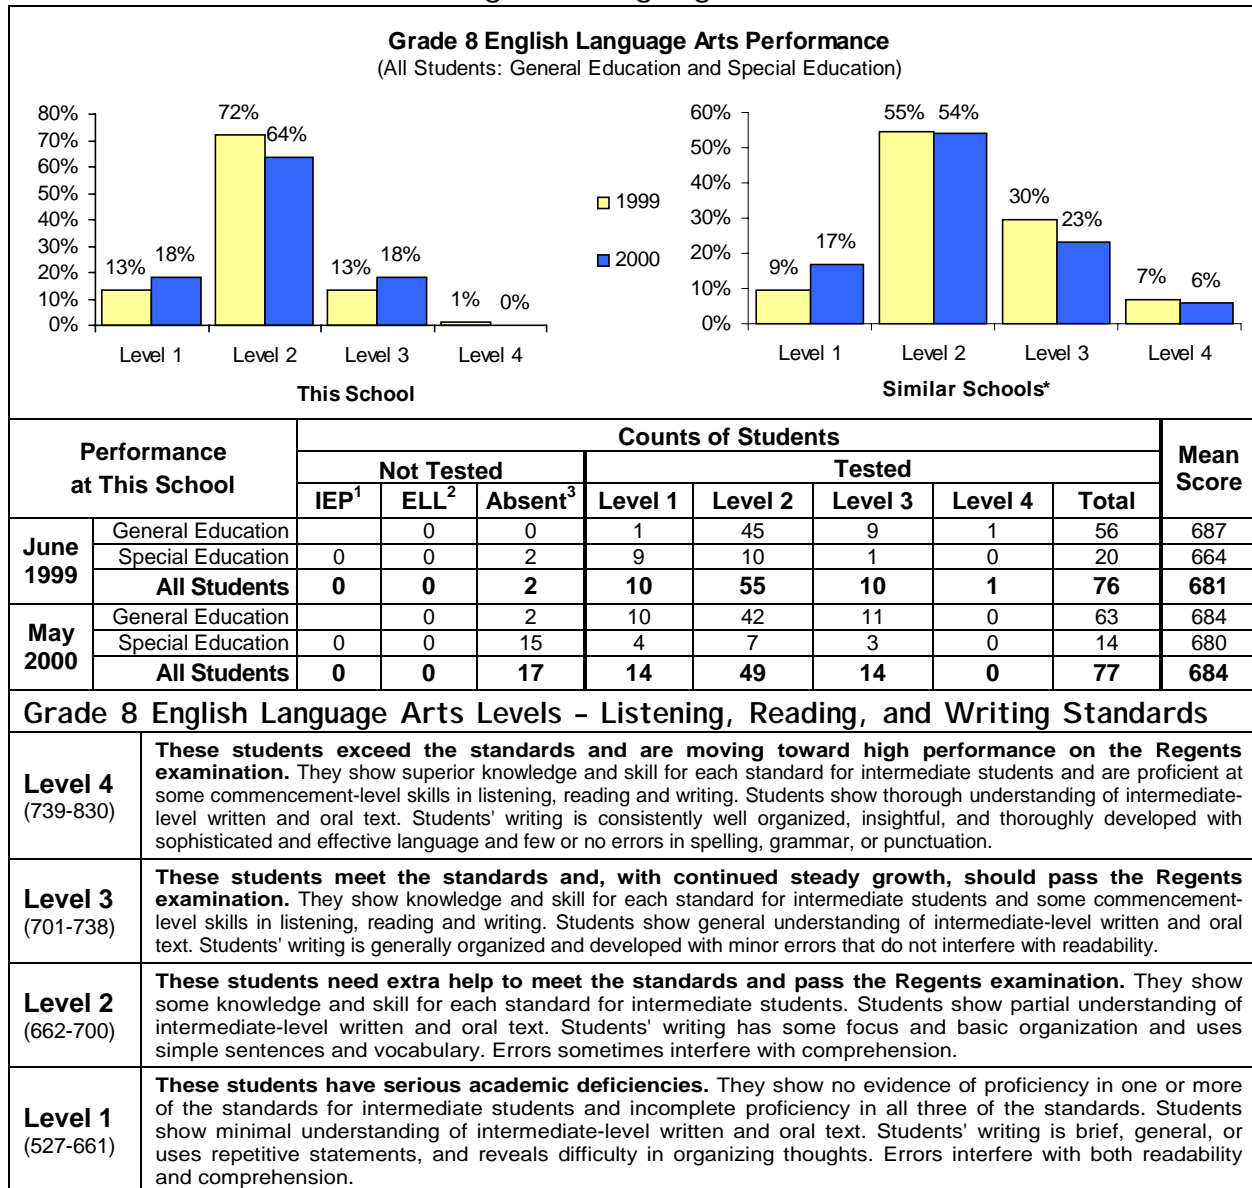 Grade 8 English Language Arts Performance
(All Students: General Education and Special Education)
80%
70%
60%
50%
40%
30%
20%
10%
0%
13% 18%
72% 64%
13% 18%
1% 0%
Level 1 Level 2 Level 3 Level 4
This School
1999
2000
60%
50%
40%
30%
20%
10%
0%
9% 17%
55% 54%
30% 23%
7% 6%
Level 1 Level 2 Level 3 Level 4
Similar Schools*
Performance at This School
Counts of Students
Mean Score
Not Tested Tested
IEP1 ELL2 Absent3 Level 1 Level 2 Level 3 Level 4 Total
June 1999
General Education 0 0 1 45 9 1 56 687
Special Education 0 0 2 9 10 1 0 20 664
All Students 0 0 2 10 55 10 1 76 681
May 2000
General Education 0 2 10 42 11 0 63 684
Special Education 0 0 15 4 7 3 0 14 680
All Students 0 0 17 14 49 14 0 77 684
Grade 8 English Language Arts Levels – Listening, Reading, and Writing Standards
Level 4
(739-830)
These students exceed the standards and are moving toward high performance on the Regents
examination. They show superior knowledge and skill for each standard for intermediate students and are proficient at
some commencement-level skills in listening, reading and writing. Students show thorough understanding of intermediate-
level written and oral text. Students' writing is consistently well organized, insightful, and thoroughly developed with
sophisticated and effective language and few or no errors in spelling, grammar, or punctuation.
Level 3
(701-738)
These students meet the standards and, with continued steady growth, should pass the Regents
examination. They show knowledge and skill for each standard for intermediate students and some commencement-
level skills in listening, reading and writing. Students show general understanding of intermediate-level written and oral
text. Students' writing is generally organized and developed with minor errors that do not interfere with readability.
Level 2
(662-700)
These students need extra help to meet the standards and pass the Regents examination. They show
some knowledge and skill for each standard for intermediate students. Students show partial understanding of
intermediate-level written and oral text. Students' writing has some focus and basic organization and uses
simple sentences and vocabulary. Errors sometimes interfere with comprehension.
Level 1
(527-661)
These students have serious academic deficiencies. They show no evidence of proficiency in one or more
of the standards for intermediate students and incomplete proficiency in all three of the standards. Students
show minimal understanding of intermediate-level written and oral text. Students' writing is brief, general, or
uses repetitive statements, and reveals difficulty in organizing thoughts. Errors interfere with both readability
and comprehension.